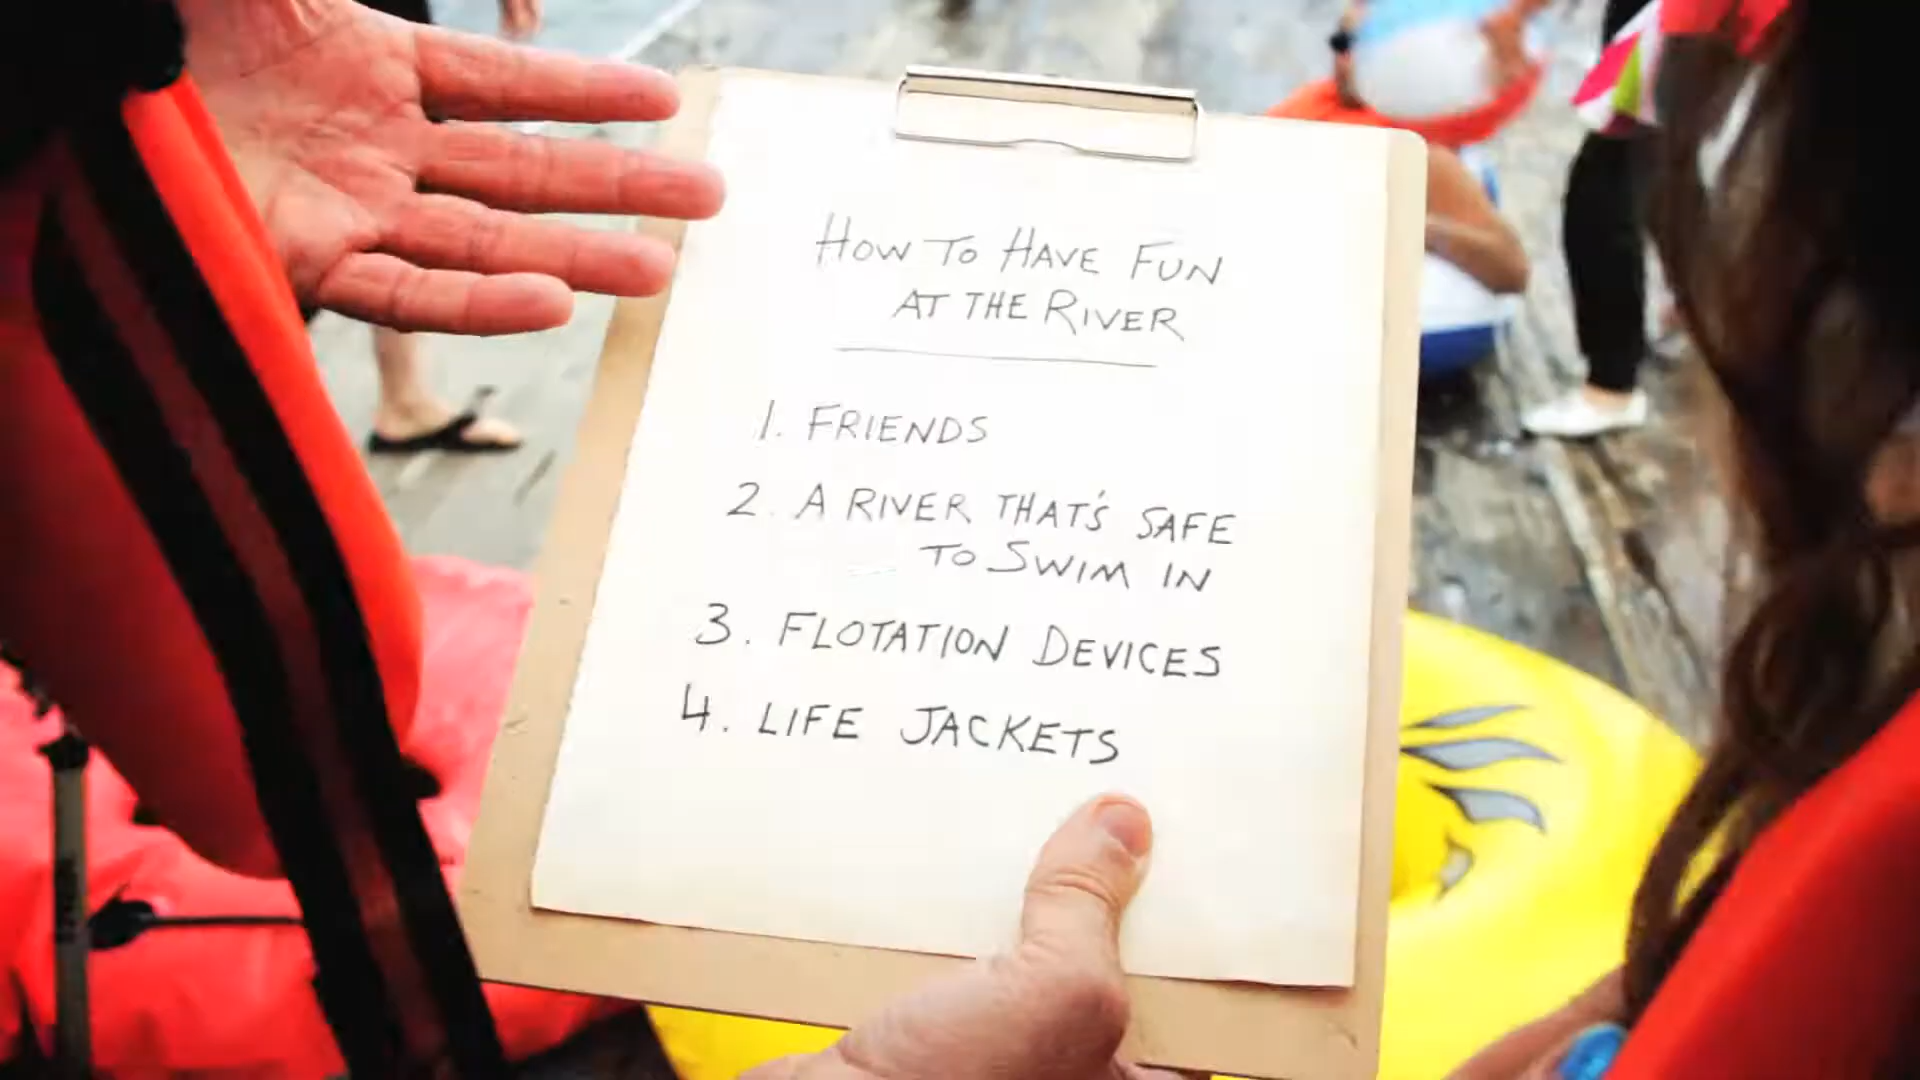 HOW TO HAVE FUN
AT THE RIVER
1. FRIENDS
2. A RIVER THAT'S SAFE
TO SWIM IN
3. FLOTATION DEVICES
4. LIFE JACKETS